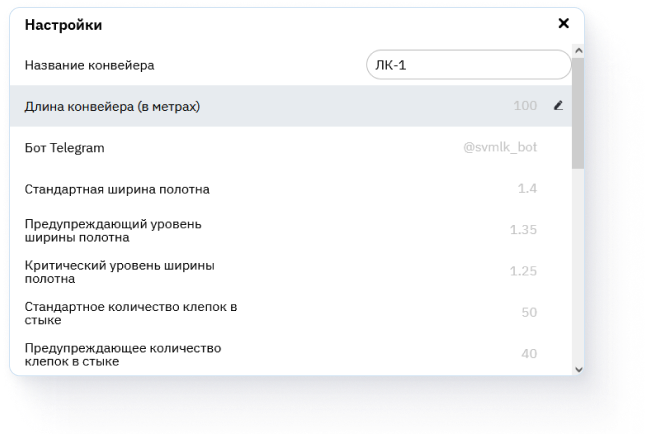 Настройки
Название конвейера
ЛК-1
Длина конвейера (в метрах)
100
Бот Telegram
@svmlk_bot
Стандартная ширина полотна
1.4
Предупреждающий уровень
ширины полотна
1.35
Критический уровень ширины
полотна
1.25
Стандартное количество клепок в
стыке
50
Предупреждающее количество
клепок в стыке
40